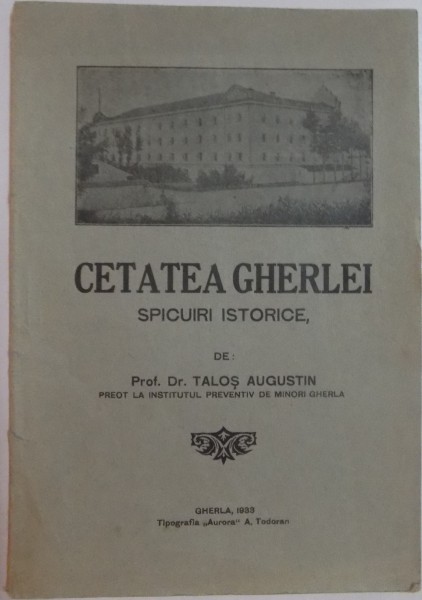 CETATEA GHERLEI
SPICUIRI ISTORICE,
DE:
Prof. Dr. TALOȘ AUGUSTIN
PREOT LA INSTITUTUL PREVENTIV DE MINORI GHERLA
GHERLA, 1933
Tipografia „Aurora” A. Todoran